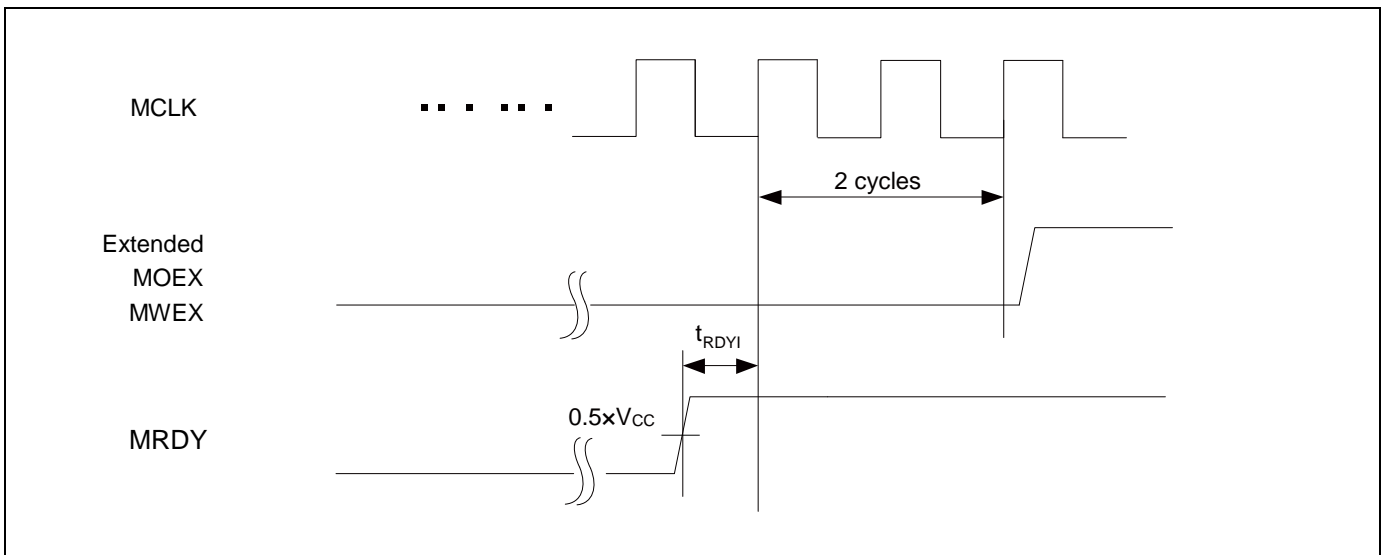 MCLK
2 cycles
Extended
MOEX
MWEX
tRDYI
0.5×VCC
MRDY